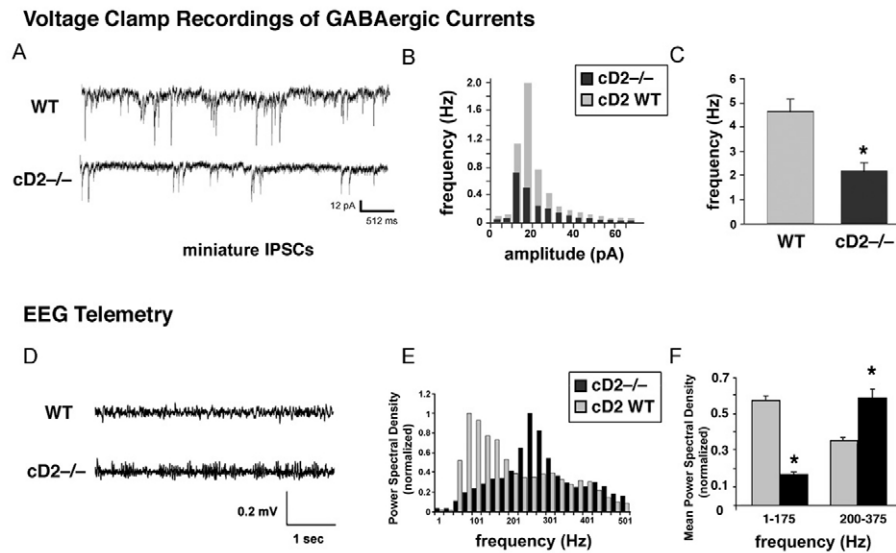 Voltage Clamp Recordings of GABAergic Currents
A
WT
cD2–/–
12 pA
512 ms
miniature IPSCs
B
cD2–/–
cD2 WT
frequency (Hz)
2.0
1.6
1.2
0.8
0.4
0
0 20 40 60
amplitude (pA)
C
frequency (Hz)
6
5
4
3
2
1
0
*
WT cD2–/–
EEG Telemetry
D
WT
cD2–/–
0.2 mV
1 sec
E
cD2–/–
cD2 WT
Power Spectral Density
(normalized)
1.2
1.0
0.8
0.6
0.4
0.2
0
1 101 201 301 401 501
frequency (Hz)
F
Mean Power Spectral Density
(normalized)
0.7
0.5
0.3
0.1
0
*
*
1-175 200-375
frequency (Hz)